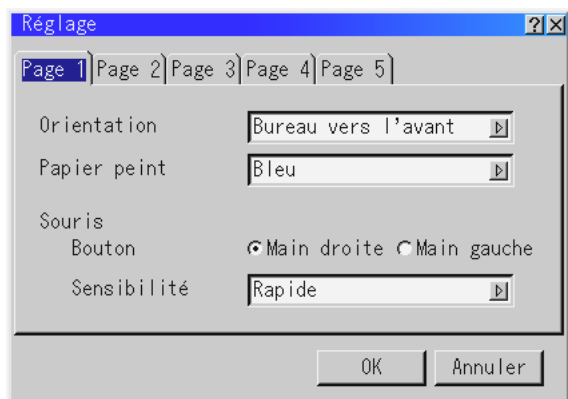 Réglage
Page 1 Page 2 Page 3 Page 4 Page 5
Orientation Bureau vers l'avant
Papier peint Bleu
Souris
Bouton Main droite Main gauche
Sensibilité Rapide
OK Annuler